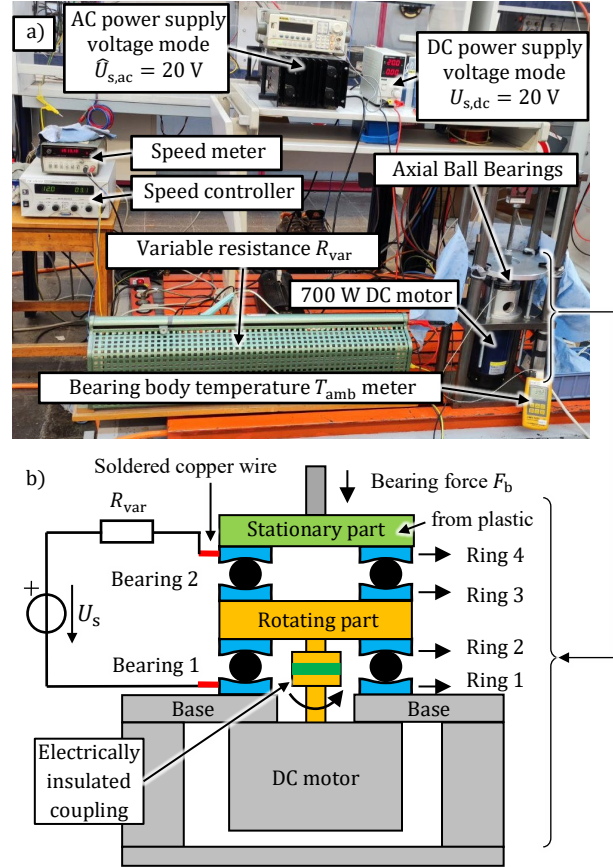 a)
AC power supply
voltage mode
Û_s,ac = 20 V
DC power supply
voltage mode
U_s,dc = 20 V
Speed meter
Speed controller
Axial Ball Bearings
Variable resistance R_var
700 W DC motor
Bearing body temperature T_amb meter
b)
Soldered copper wire
Bearing force F_b
R_var
Stationary part
from plastic
Ring 4
Bearing 2
Ring 3
+
U_s
Rotating part
Ring 2
Bearing 1
Ring 1
Base
Base
Electrically
insulated
coupling
DC motor